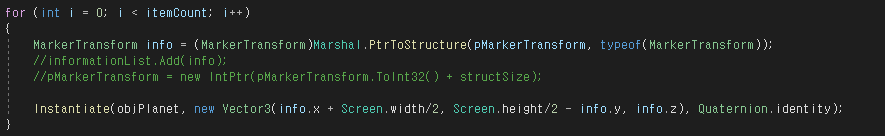 for (int i = 0; i < itemCount; i++)
{
MarkerTransform info = (MarkerTransform)Marshal.PtrToStructure(pMarkerTransform, typeof(MarkerTransform));
//informationList.Add(info);
//pMarkerTransform = new IntPtr(pMarkerTransform.ToInt32() + structSize);
Instantiate(objPlanet, new Vector3(info.x + Screen.width/2, Screen.height/2 - info.y, info.z), Quaternion.identity);
}